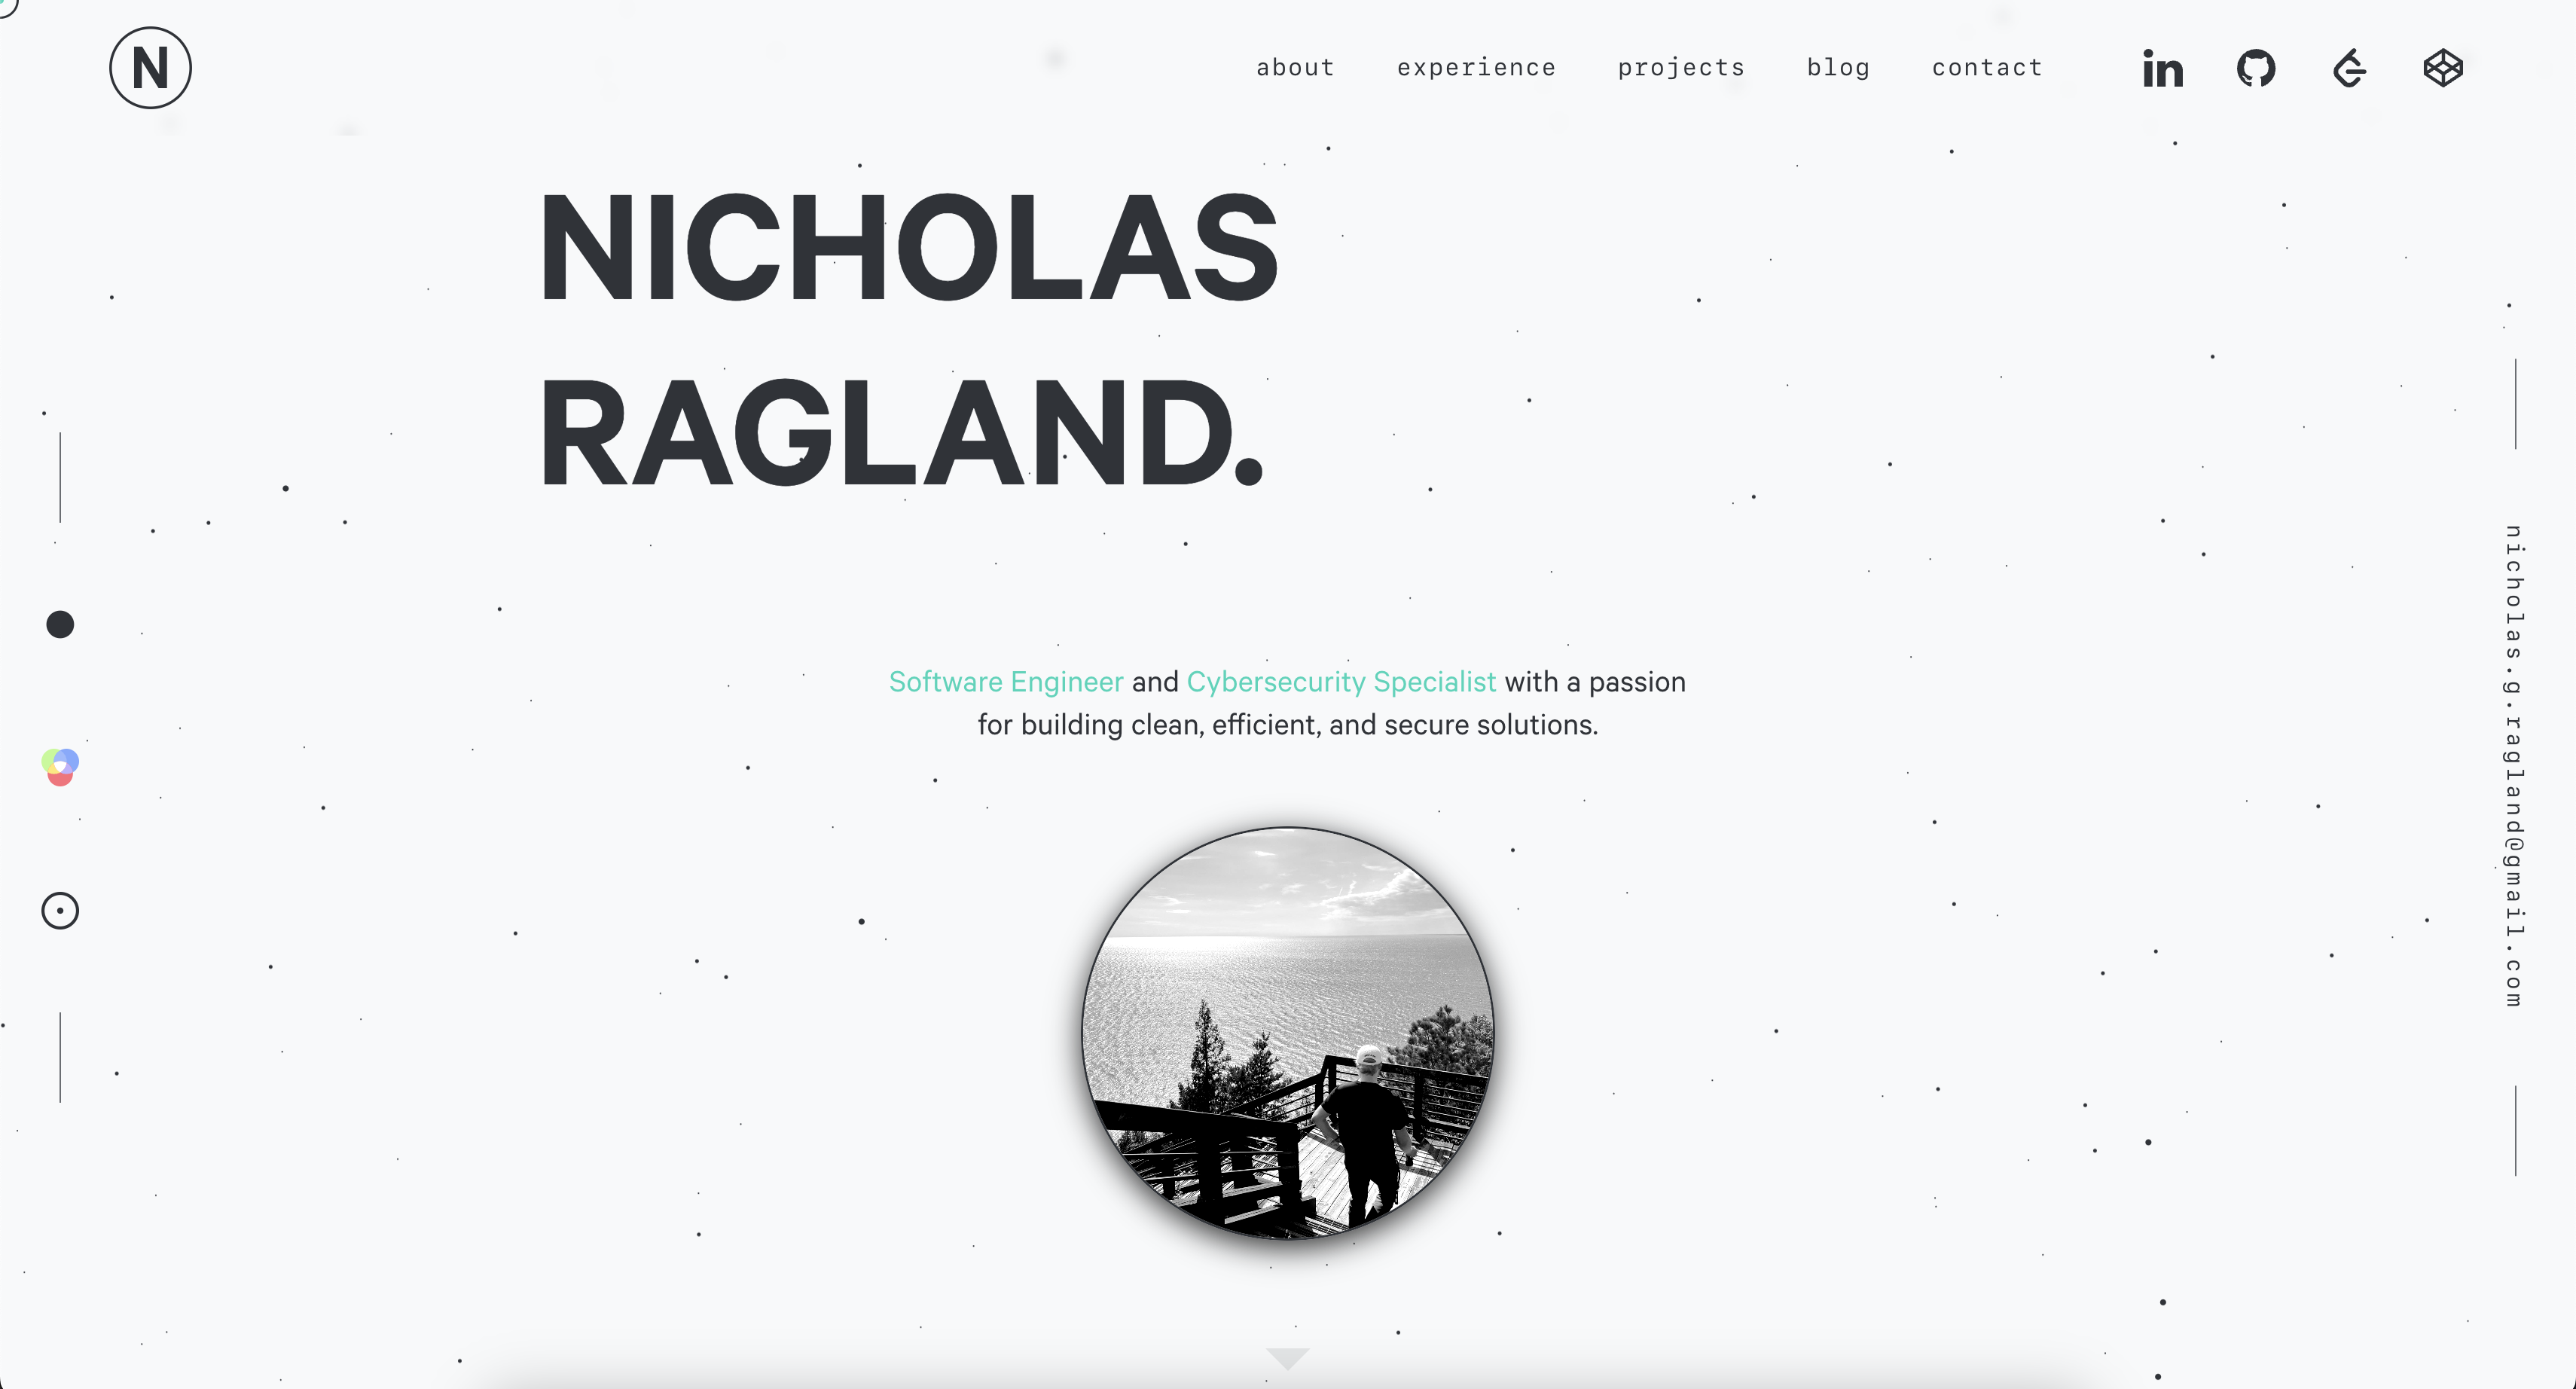 N
about experience projects blog contact
NICHOLAS
RAGLAND.
Software Engineer and Cybersecurity Specialist with a passion
for building clean, efficient, and secure solutions.
nicholas.g.ragland@gmail.com